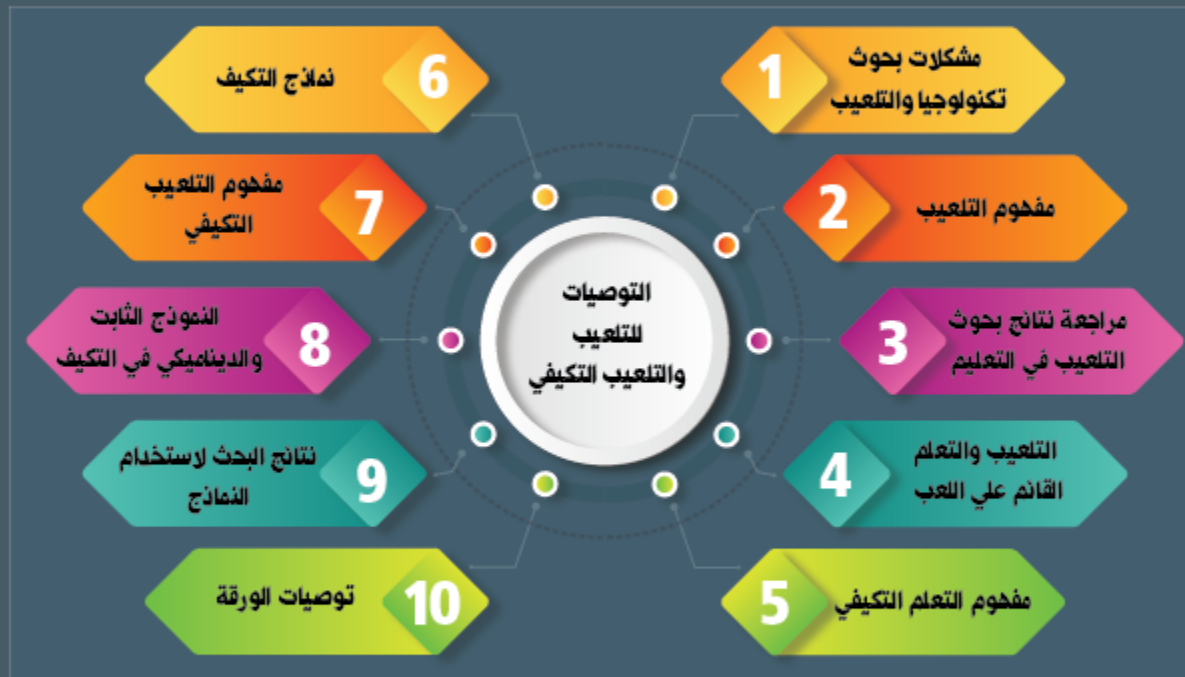 التوصيات
للتلعيب
والتلعيب التكيفي
1
مشكلات بحوث
تكنولوجيا والتلعيب
2
مفهوم التلعيب
3
مراجعة نتائج بحوث
التلعيب في التعليم
4
التلعيب والتعلم
القائم علي اللعب
5
مفهوم التعلم التكيفي
6
نماذج التكيف
7
مفهوم التلعيب
التكيفي
8
النموذج الثابت
والديناميكي في التكيف
9
نتائج البحث لاستخدام
النماذج
10
توصيات الورقة